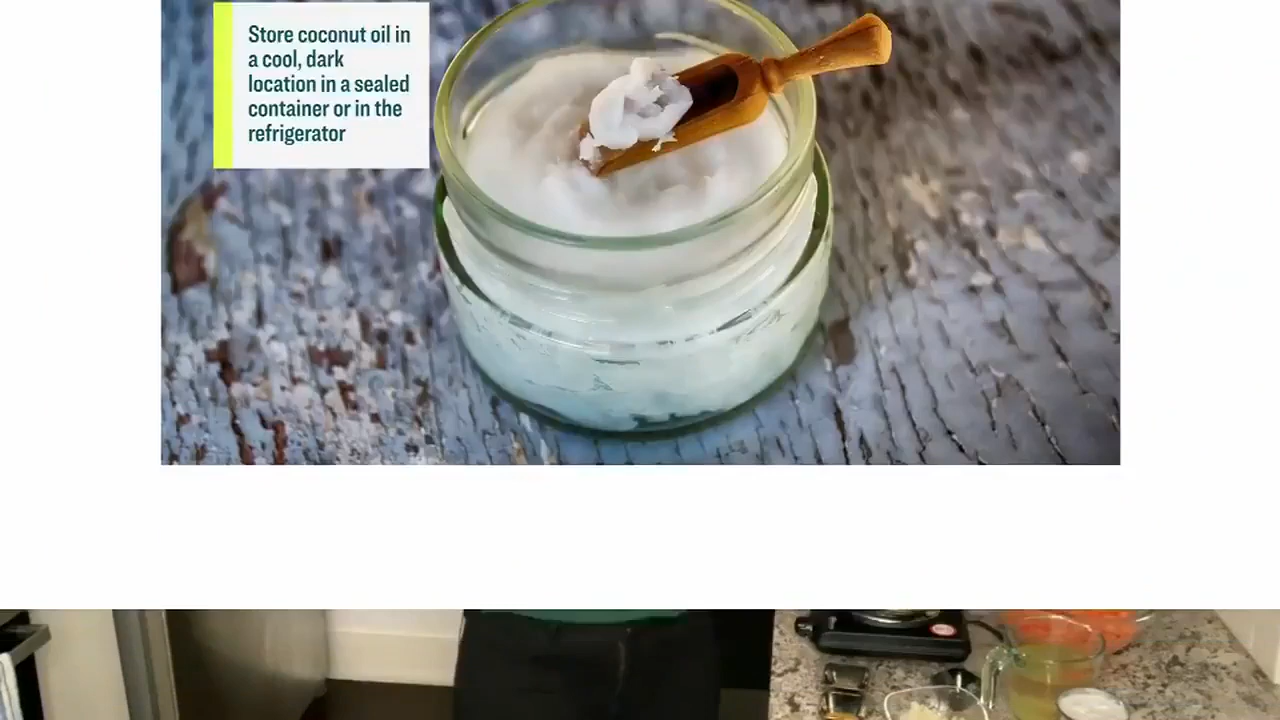 Store coconut oil in
a cool, dark
location in a sealed
container or in the
refrigerator